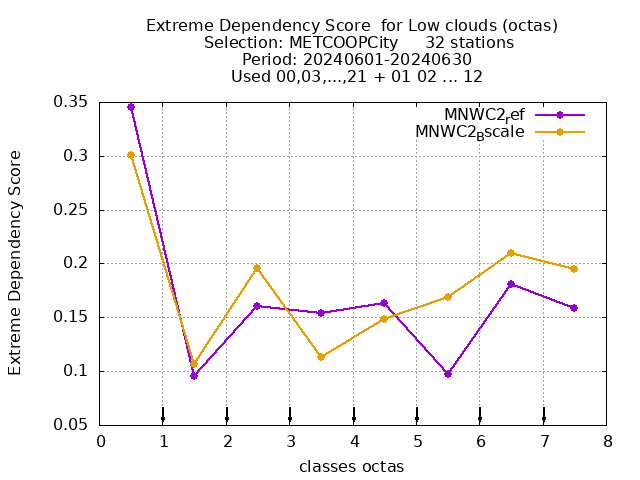 Extreme Dependency Score  for Low clouds (octas)
Selection: METCOOPCity     32 stations
Period: 20240601-20240630
Used 00,03,...,21 + 01 02 ... 12
MNWC2ref
MNWC2Bscale
Extreme Dependency Score
0.35
0.3
0.25
0.2
0.15
0.1
0.05
0 1 2 3 4 5 6 7 8
classes octas